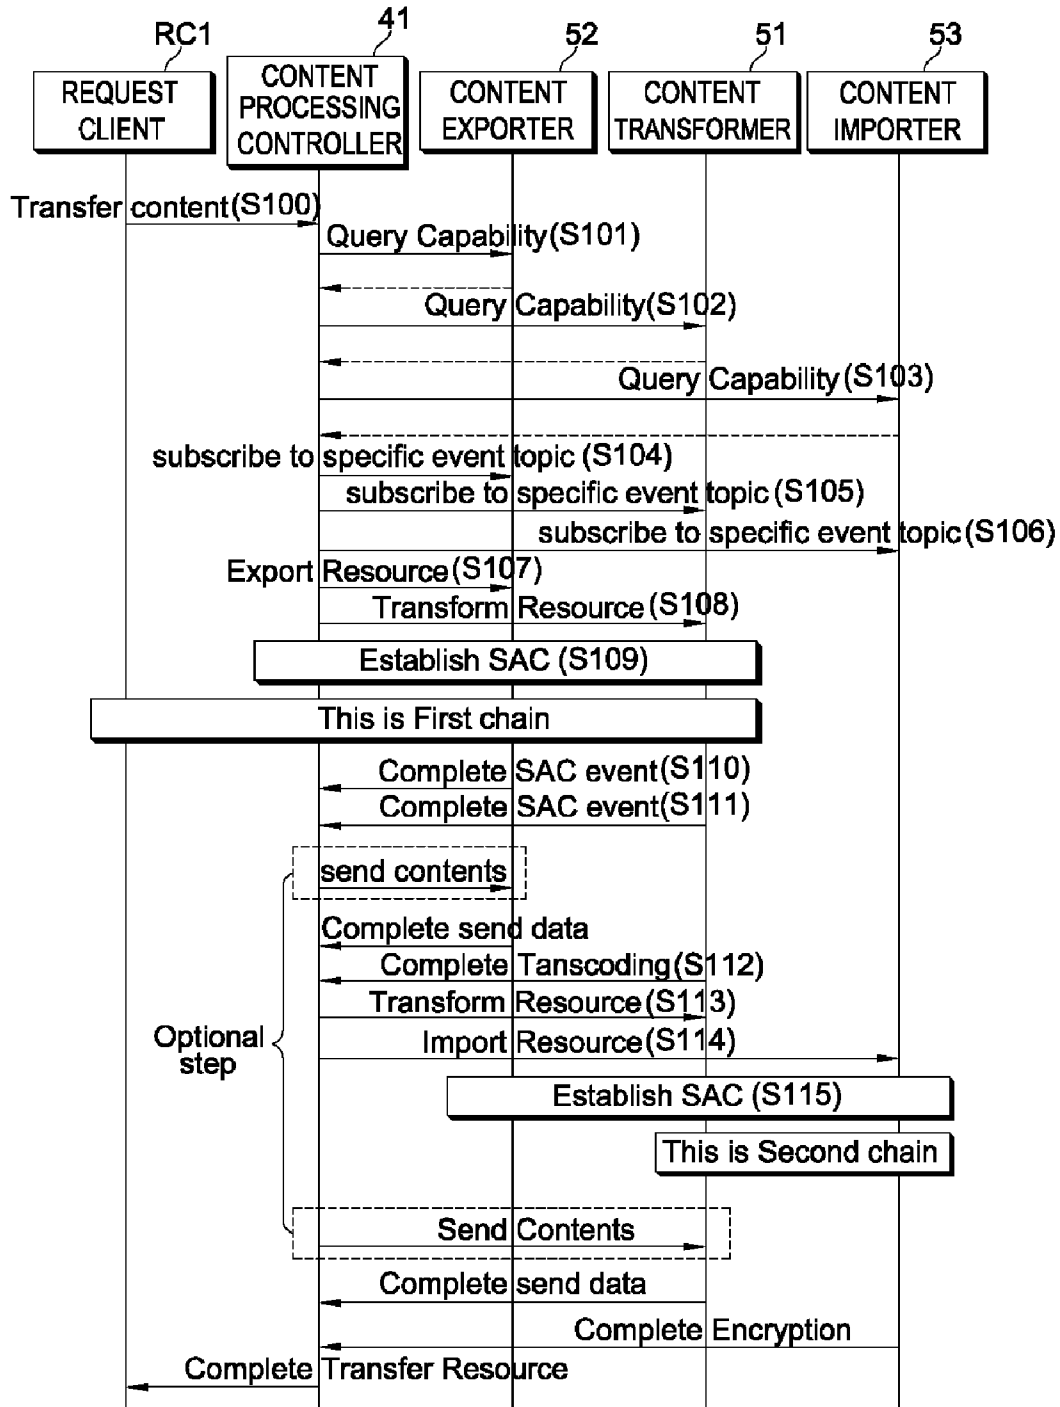 RC1
41
52
51
53
REQUEST
CLIENT
CONTENT
PROCESSING
CONTROLLER
CONTENT
EXPORTER
CONTENT
TRANSFORMER
CONTENT
IMPORTER
Transfer content(S100)
Query Capability(S101)
Query Capability(S102)
Query Capability(S103)
subscribe to specific event topic (S104)
subscribe to specific event topic(S105)
subscribe to specific event topic(S106)
Export Resource(S107)
Transform Resource(S108)
Establish SAC (S109)
This is First chain
Complete SAC event(S110)
Complete SAC event(S111)
send contents
Complete send data
Complete Tanscoding(S112)
Transform Resource(S113)
Import Resource(S114)
Optional
step
Establish SAC (S115)
This is Second chain
Send Contents
Complete send data
Complete Encryption
Complete Transfer Resource